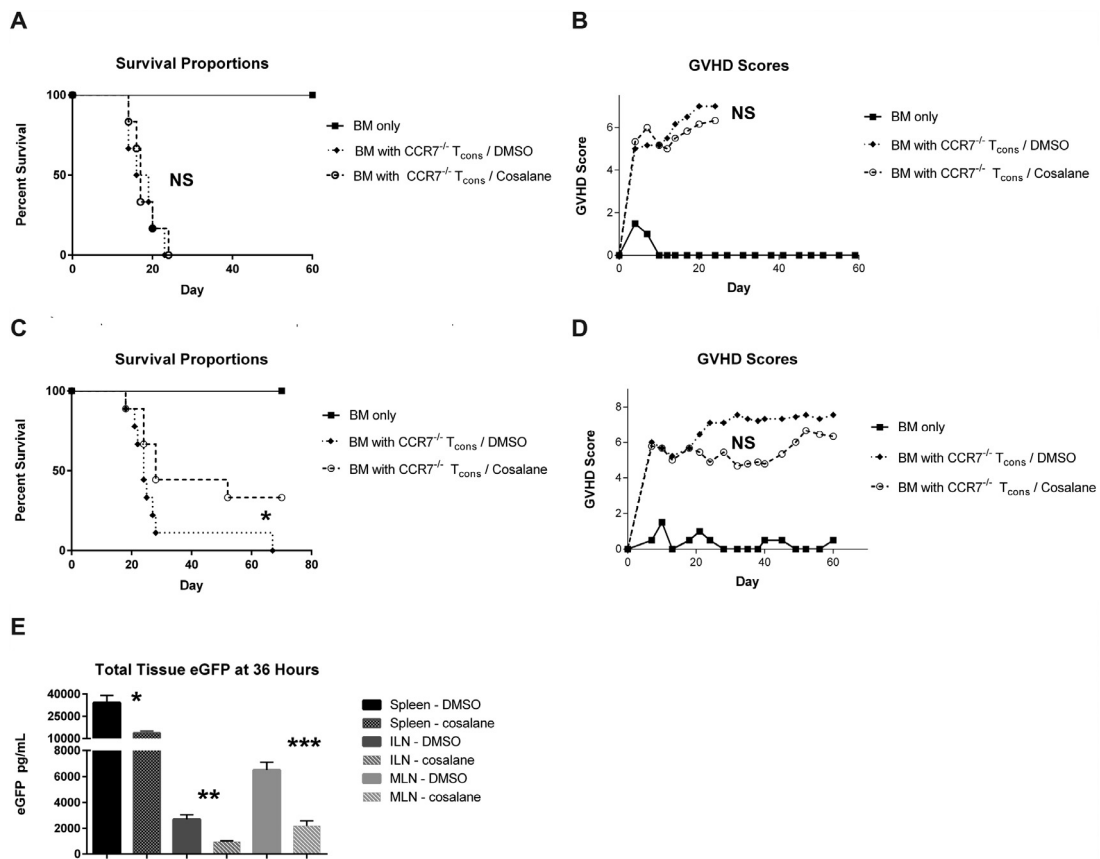 A
Survival Proportions
Percent Survival
100
50
0
NS
0 20 40 60
Day
BM only
BM with CCR7-/- Tcons / DMSO
BM with CCR7-/- Tcons / Cosalane
B
GVHD Scores
GVHD Score
6
4
2
0
NS
0 20 40 60
Day
BM only
BM with CCR7-/- Tcons / DMSO
BM with CCR7-/- Tcons / Cosalane
C
Survival Proportions
Percent Survival
100
50
0
*
0 20 40 60 80
Day
BM only
BM with CCR7-/- Tcons / DMSO
BM with CCR7-/- Tcons / Cosalane
D
GVHD Scores
GVHD Score
8
6
4
2
0
NS
0 20 40 60
Day
BM only
BM with CCR7-/- Tcons / DMSO
BM with CCR7-/- Tcons / Cosalane
E
Total Tissue eGFP at 36 Hours
eGFP pg/mL
40000
25000
10000
8000
6000
4000
2000
0
*
**
***
Spleen - DMSO
Spleen - cosalane
ILN - DMSO
ILN - cosalane
MLN - DMSO
MLN - cosalane